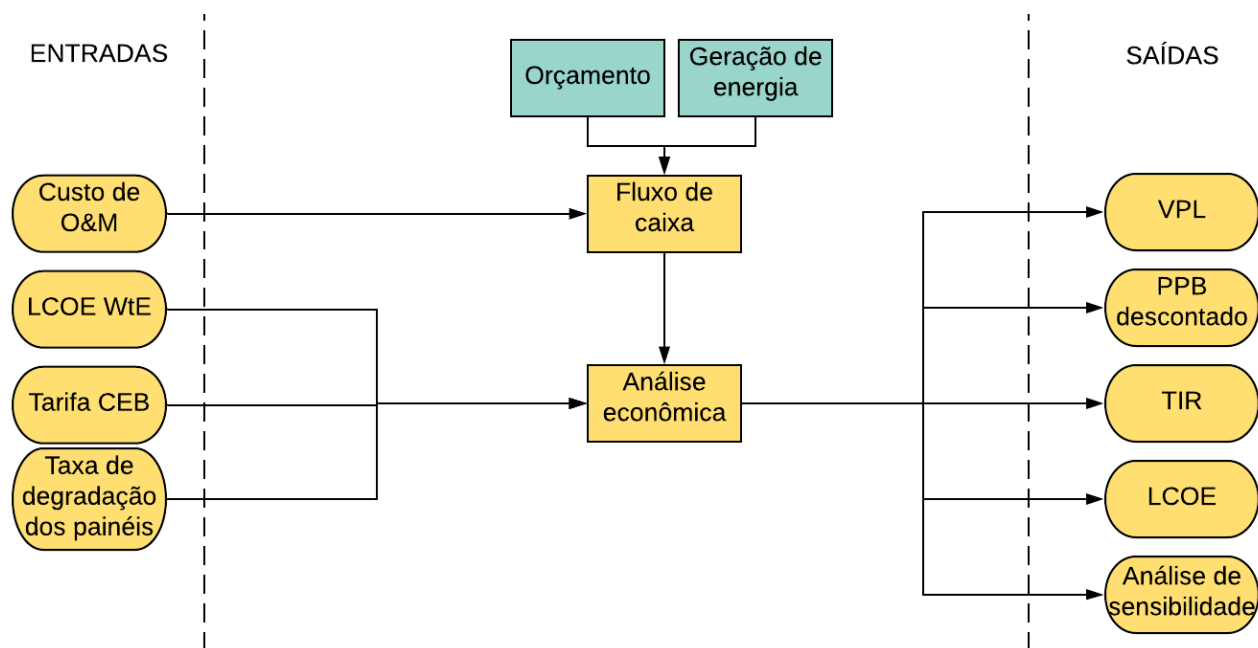 ENTRADAS
Orçamento
Geração de
energia
SAÍDAS
Custo de
O&M
Fluxo de
caixa
VPL
LCOE WtE
PPB
descontado
Tarifa CEB
Análise
econômica
TIR
Taxa de
degradação
dos painéis
LCOE
Análise de
sensibilidade